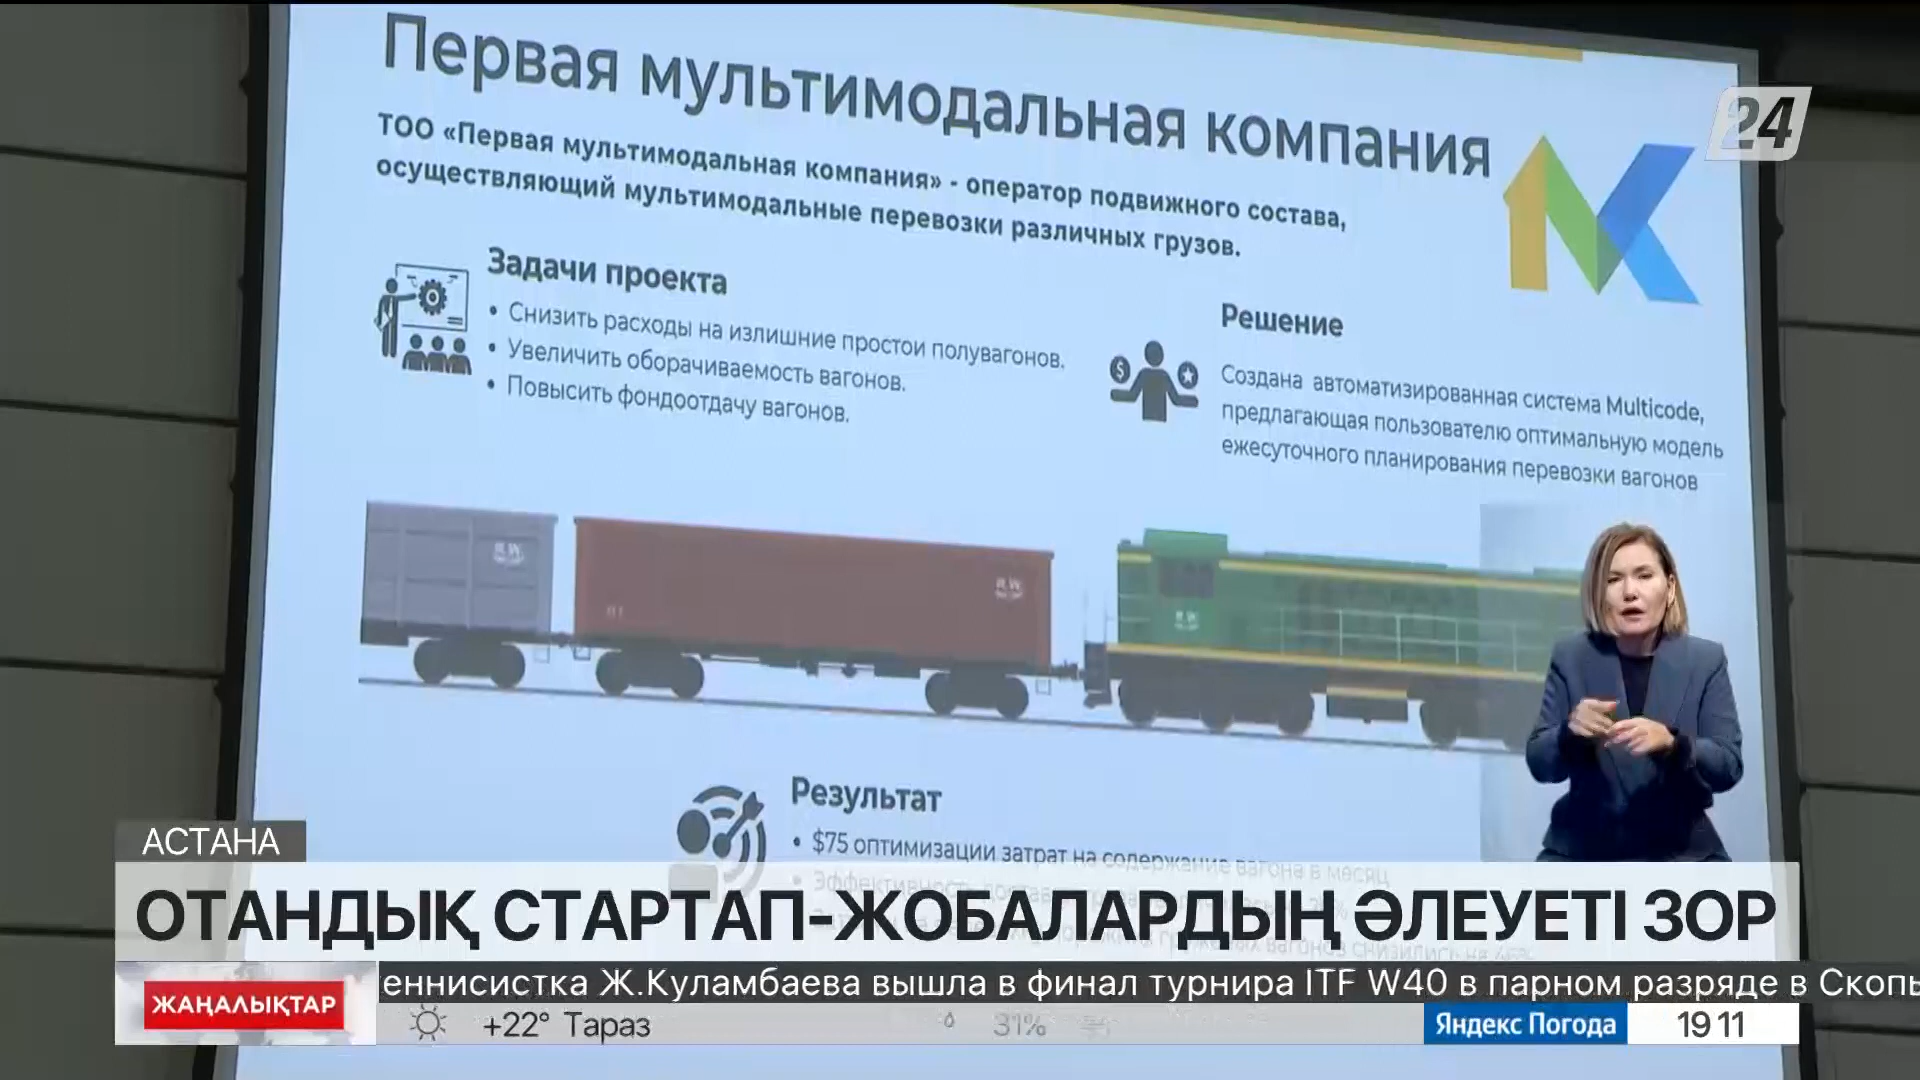 Первая мультимодальная компания
24
ТОО «Первая мультимодальная компания» - оператор подвижного состава,
осуществляющий мультимодальные перевозки различных грузов.
Задачи проекта
• Снизить расходы на излишние простои полувагонов.
• Увеличить оборачиваемость вагонов.
• Повысить фондоотдачу вагонов.
Решение
Создана автоматизированная система Multicode,
предлагающая пользователю оптимальную модель
ежесуточного планирования перевозки вагонов
Результат
• $75 оптимизации затрат на содержание вагона в месяц
АСТАНА
ОТАНДЫҚ СТАРТАП-ЖОБАЛАРДЫҢ ӘЛЕУЕТІ ЗОР
ЖАҢАЛЫҚТАР
еннисистка Ж.Куламбаева вышла в финал турнира ITF W40 в парном разряде в Скопь
+22° Тараз
31%
Яндекс Погода
19 11